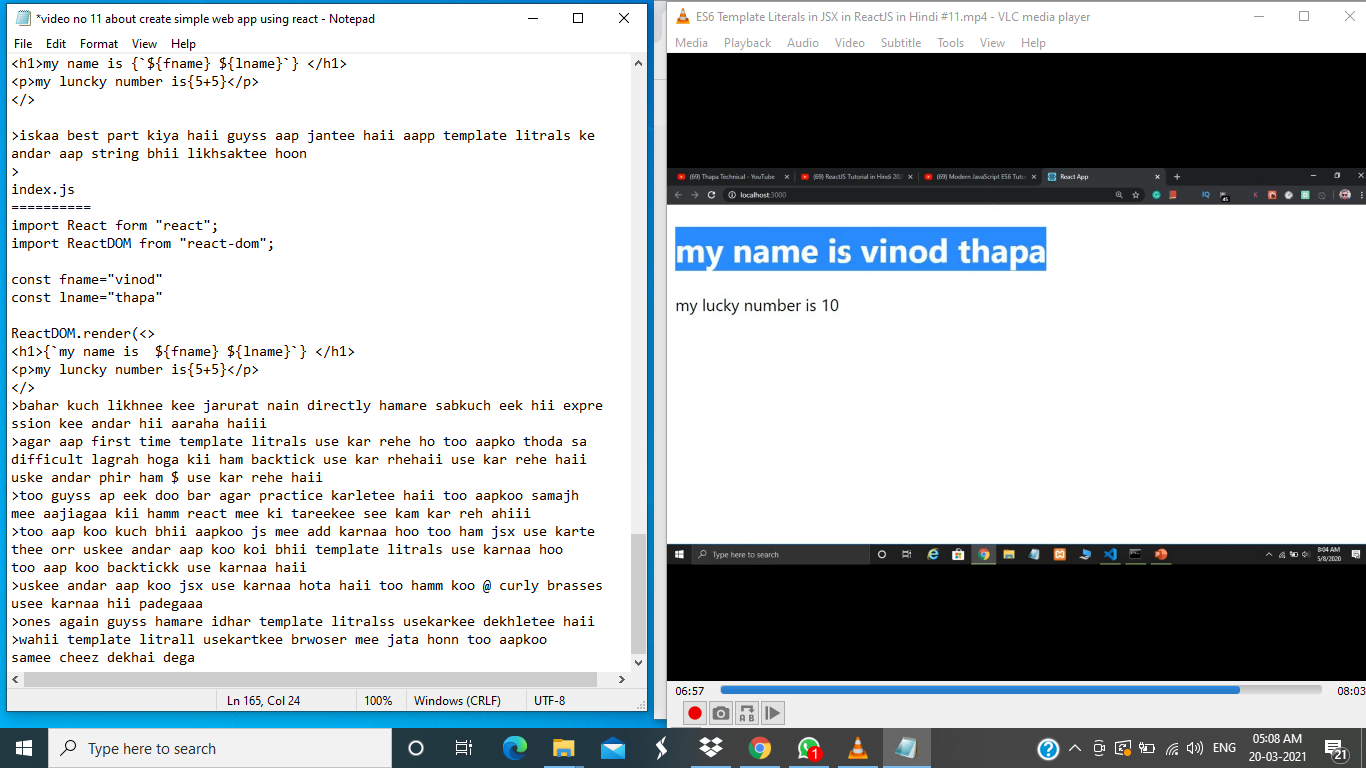 *video no 11 about create simple web app using react - Notepad
File Edit Format View Help
<h1>my name is {`${fname} ${lname}`} </h1>
<p>my luncky number is{5+5}</p>
</>
>iskaa best part kiya haii guyss aap jantee haii aapp template litrals ke
andar aap string bhii likhsaktee hoon
>
index.js
==========
import React form "react";
import ReactDOM from "react-dom";
const fname="vinod"
const lname="thapa"
ReactDOM.render(<>
<h1>{`my name is  ${fname} ${lname}`} </h1>
<p>my luncky number is{5+5}</p>
</>
>bahar kuch likhnee kee jarurat nain directly hamare sabkuch eek hii expre
ssion kee andar hii aaraha haiii
>agar aap first time template litrals use kar rehe ho too aapko thoda sa
difficult lagrah hoga kii ham backtick use kar rhehaii use kar rehe haii
uske andar phir ham $ use kar rehe haii
>too guyss ap eek doo bar agar practice karletee haii too aapkoo samajh
mee aajiagaa kii hamm react mee ki tareekee see kam kar reh ahiii
>too aap koo kuch bhii aapkoo js mee add karnaa hoo too ham jsx use karte
thee orr uskee andar aap koo koi bhii template litrals use karnaa hoo
too aap koo backtickk use karnaa haii
>uskee andar aap koo jsx use karnaa hota haii too hamm koo @ curly brasses
usee karnaa hii padegaaa
>ones again guyss hamare idhar template litralss usekarkee dekhletee haii
>wahii template litrall usekartkee brwoser mee jata honn too aapkoo
samee cheez dekhai dega
Ln 165, Col 24 100% Windows (CRLF) UTF-8
ES6 Template Literals in JSX in ReactJS in Hindi #11.mp4 - VLC media player
Media Playback Audio Video Subtitle Tools View Help
(69) Thapa Technical - YouTube (69) ReactJS Tutorial in Hindi 202 (69) Modern JavaScript ES6 Tuto React App
localhost:3000
45
my name is vinod thapa
my lucky number is 10
Type here to search
8:04 AM
5/8/2020
06:57 08:03
A B
Type here to search
1
ENG
05:08 AM
20-03-2021
21